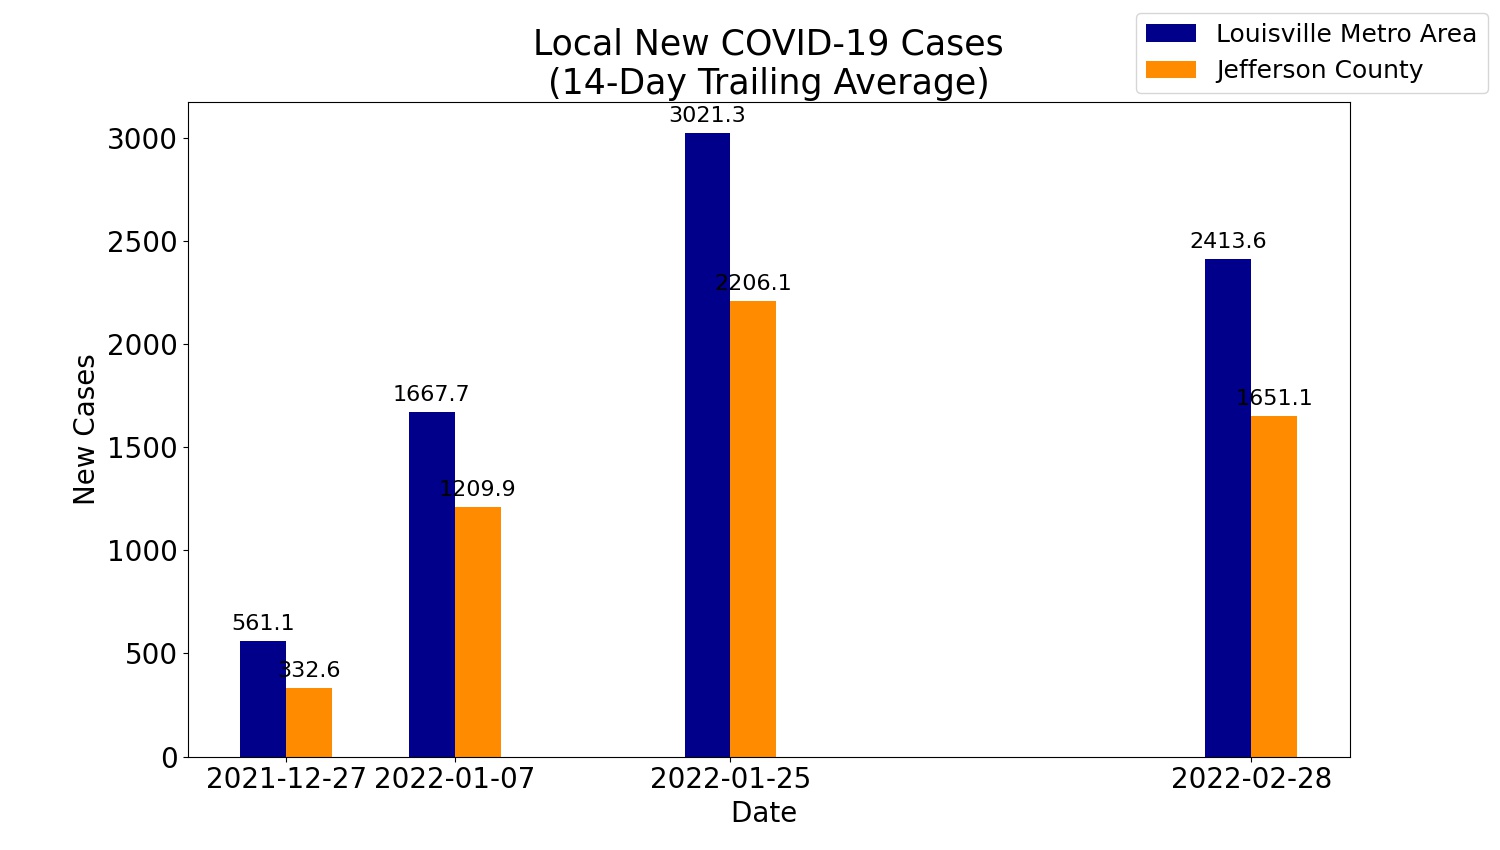 Local New COVID-19 Cases
(14-Day Trailing Average)
Louisville Metro Area
Jefferson County
New Cases
3000
2500
2000
1500
1000
500
0
561.1
332.6
1667.7
1209.9
3021.3
2206.1
2413.6
1651.1
2021-12-27 2022-01-07 2022-01-25 2022-02-28
Date